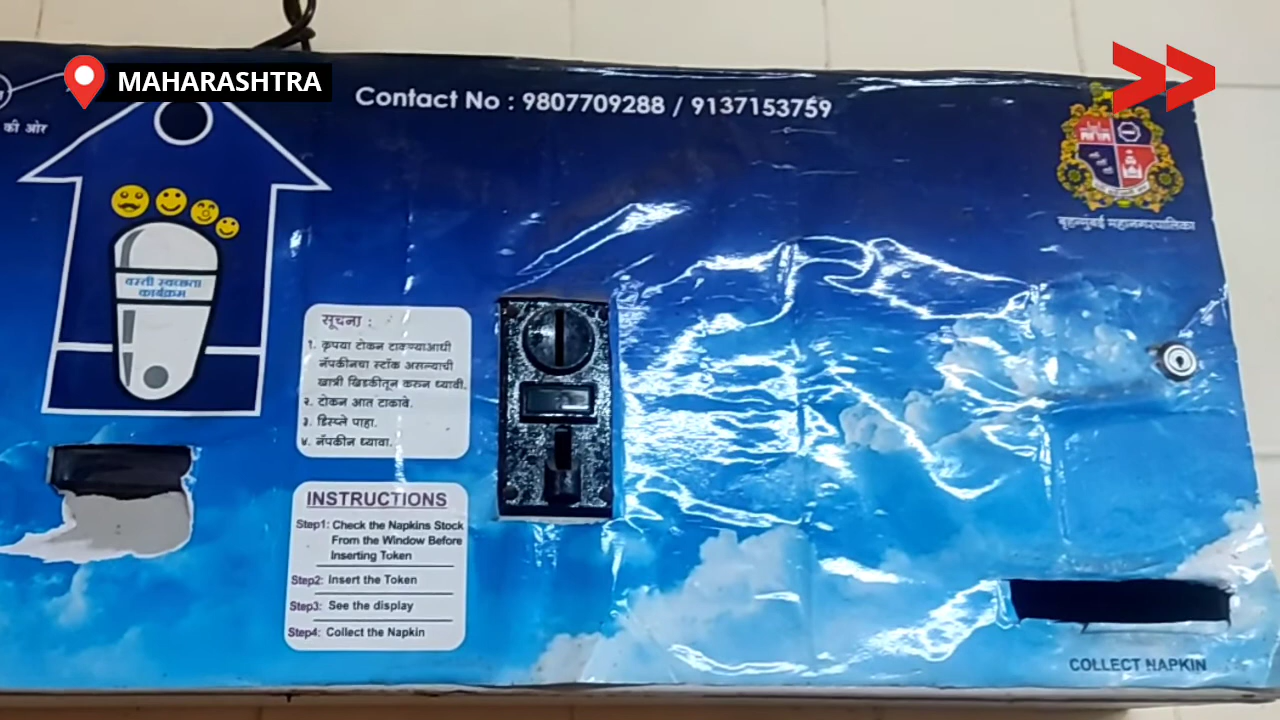 MAHARASHTRA
Contact No : 9807709288 / 9137153759
की ओर
बृहन्मुंबई महानगरपालिका
वस्ती स्वच्छता
कार्यक्रम
सूचना :
१. कृपया टोकन टाकण्याआधी
नॅपकीनचा स्टॉक असल्याची
खात्री खिडकीतून करुन घ्यावी.
२. टोकन आत टाकावे.
३. डिस्प्ले पाहा.
४. नॅपकीन घ्यावा.
INSTRUCTIONS
Step1: Check the Napkins Stock
From the Window Before
Inserting Token
Step2: Insert the Token
Step3: See the display
Step4: Collect the Napkin
COLLECT NAPKIN